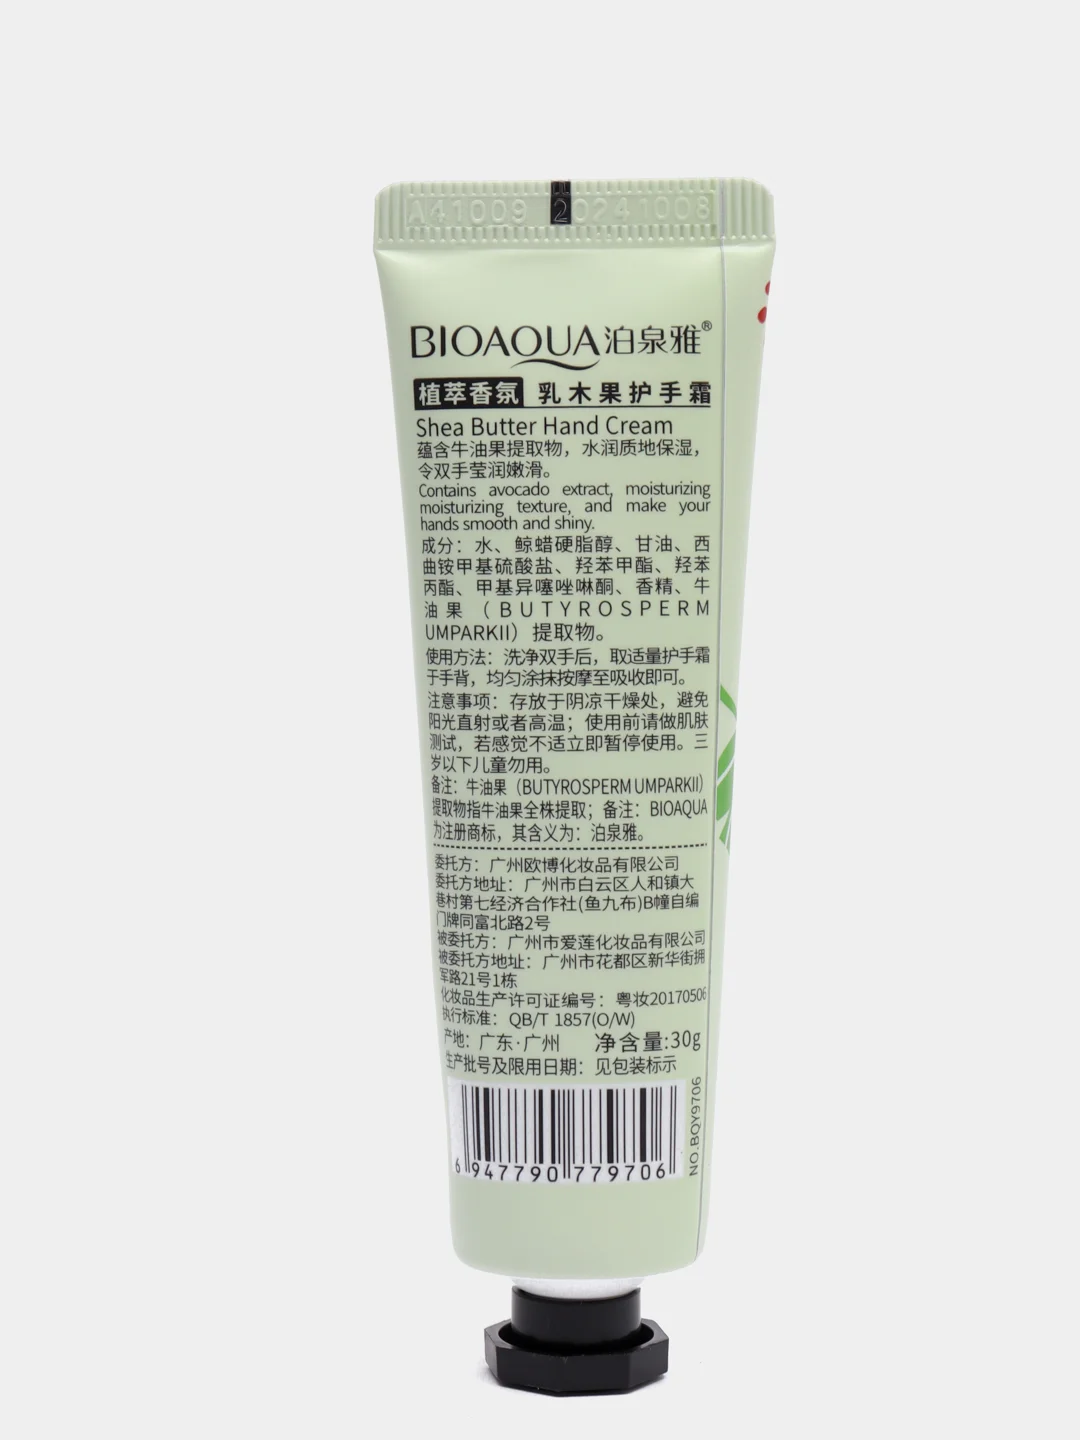 A41009 20241008
BIOAQUA泊泉雅®
植萃香氛 乳木果护手霜
Shea Butter Hand Cream
蕴含牛油果提取物，水润质地保湿，
令双手莹润嫩滑。
Contains avocado extract, moisturizing
moisturizing texture, and make your
hands smooth and shiny.
成分：水、鲸蜡硬脂醇、甘油、西
曲铵甲基硫酸盐、羟苯甲酯、羟苯
丙酯、甲基异噻唑啉酮、香精、牛
油果（BUTYROSPERM
UMPARKII）提取物。
使用方法：洗净双手后，取适量护手霜
于手背，均匀涂抹按摩至吸收即可。
注意事项：存放于阴凉干燥处，避免
阳光直射或者高温；使用前请做肌肤
测试，若感觉不适立即暂停使用。三
岁以下儿童勿用。
备注：牛油果（BUTYROSPERMUMPARKII）
提取物指牛油果全株提取；备注：BIOAQUA
为注册商标，其含义为：泊泉雅。
委托方：广州欧博化妆品有限公司
委托方地址：广州市白云区人和镇大
巷村第七经济合作社(鱼九布)B幢自编
门牌同富北路2号
被委托方：广州市爱莲化妆品有限公司
被委托方地址：广州市花都区新华街拥
军路21号1栋
化妆品生产许可证编号：粤妆20170506
执行标准：QB/T 1857(O/W)
产地：广东·广州 净含量:30g
生产批号及限用日期：见包装标示
6 947790 779706
NO.BQY9706